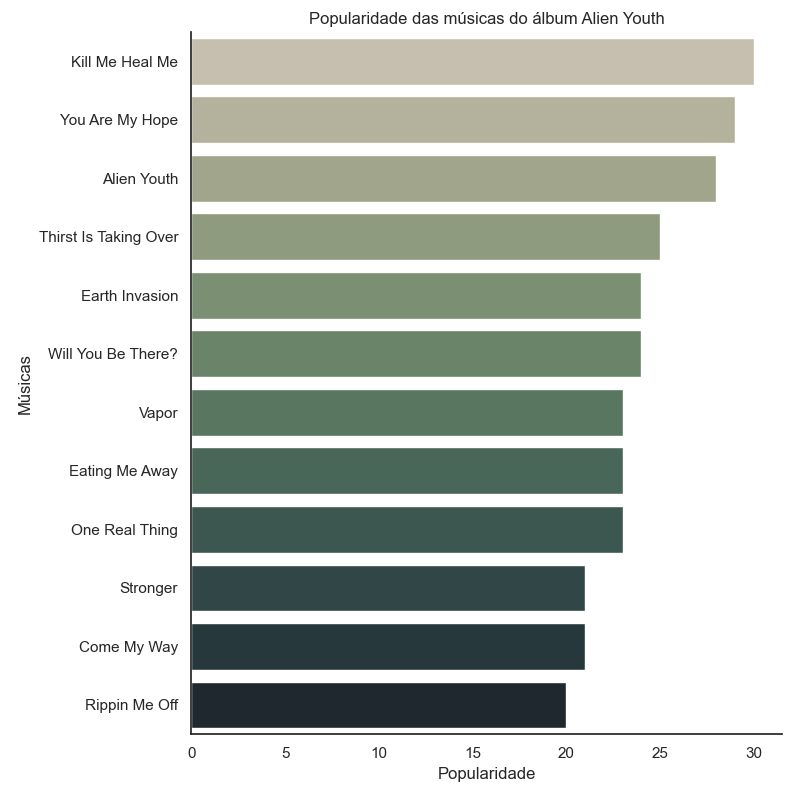 Popularidade das músicas do álbum Alien Youth
Kill Me Heal Me
You Are My Hope
Alien Youth
Thirst Is Taking Over
Earth Invasion
Will You Be There?
Vapor
Eating Me Away
One Real Thing
Stronger
Come My Way
Rippin Me Off
Músicas
0 5 10 15 20 25 30
Popularidade